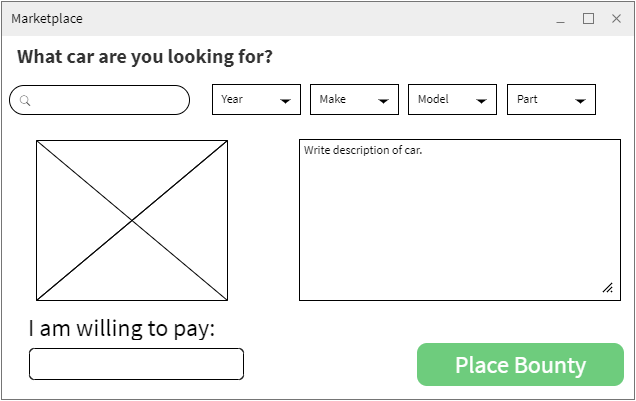 Marketplace
What car are you looking for?
Year Make Model Part
Write description of car.
I am willing to pay:
Place Bounty